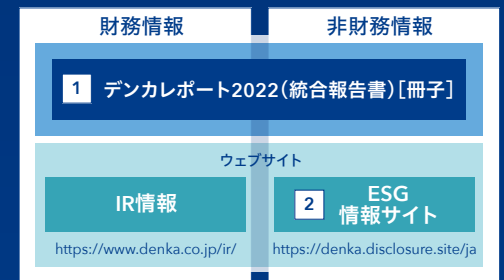 財務情報
非財務情報
1 デンカレポート2022(統合報告書)[冊子]
ウェブサイト
IR情報
2 ESG
情報サイト
https://www.denka.co.jp/ir/
https://denka.disclosure.site/ja